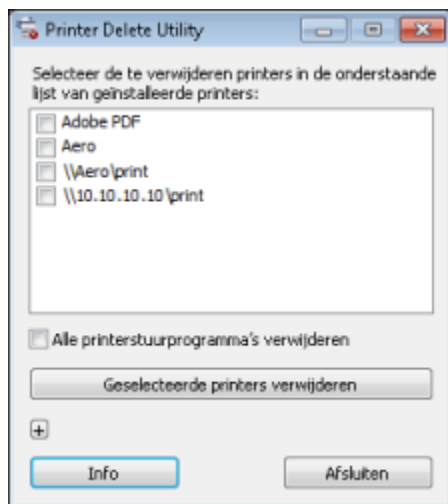 Printer Delete Utility
Selecteer de te verwijderen printers in de onderstaande
lijst van geïnstalleerde printers:
Adobe PDF
Aero
\\Aero\print
\\10.10.10.10\print
Alle printerstuurprogramma's verwijderen
Geselecteerde printers verwijderen
Info
Afsluiten